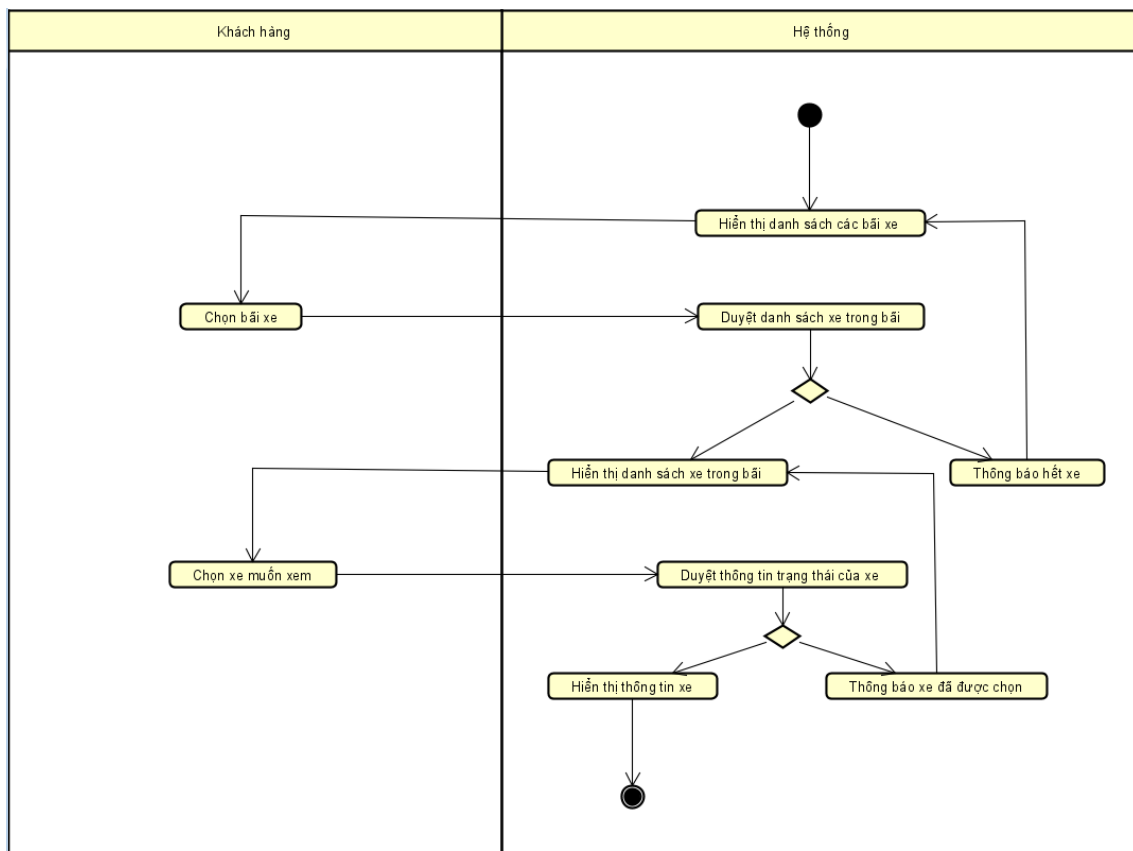 Khách hàng
Hệ thống
Hiển thị danh sách các bãi xe
Chọn bãi xe
Duyệt danh sách xe trong bãi
Hiển thị danh sách xe trong bãi
Thông báo hết xe
Chọn xe muốn xem
Duyệt thông tin trạng thái của xe
Hiển thị thông tin xe
Thông báo xe đã được chọn